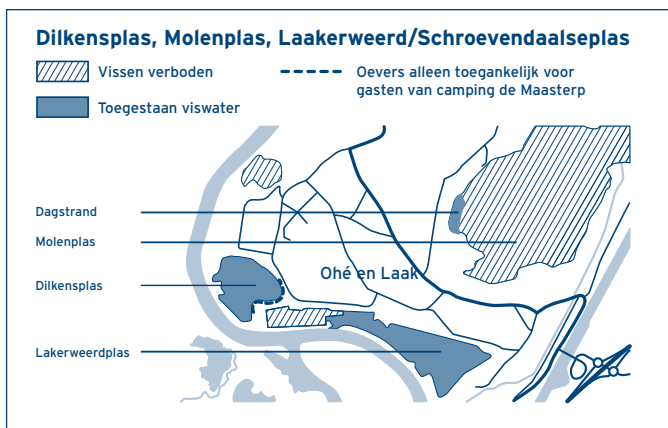 Dilkensplas, Molenplas, Laakerweerd/Schroevendaalseplas
Vissen verboden
Toegestaan viswater
Oevers alleen toegankelijk voor
gasten van camping de Maasterp
Dagstrand
Molenplas
Dilkensplas
Ohé en Laak
Lakerweerdplas